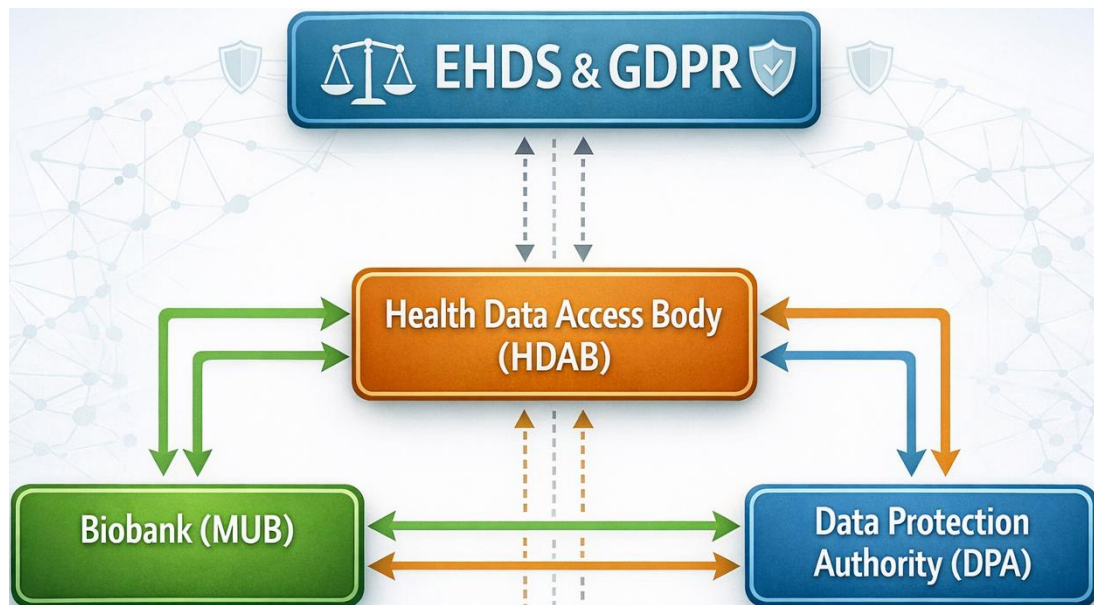 EHDS & GDPR
Health Data Access Body
(HDAB)
Biobank (MUB)
Data Protection
Authority (DPA)